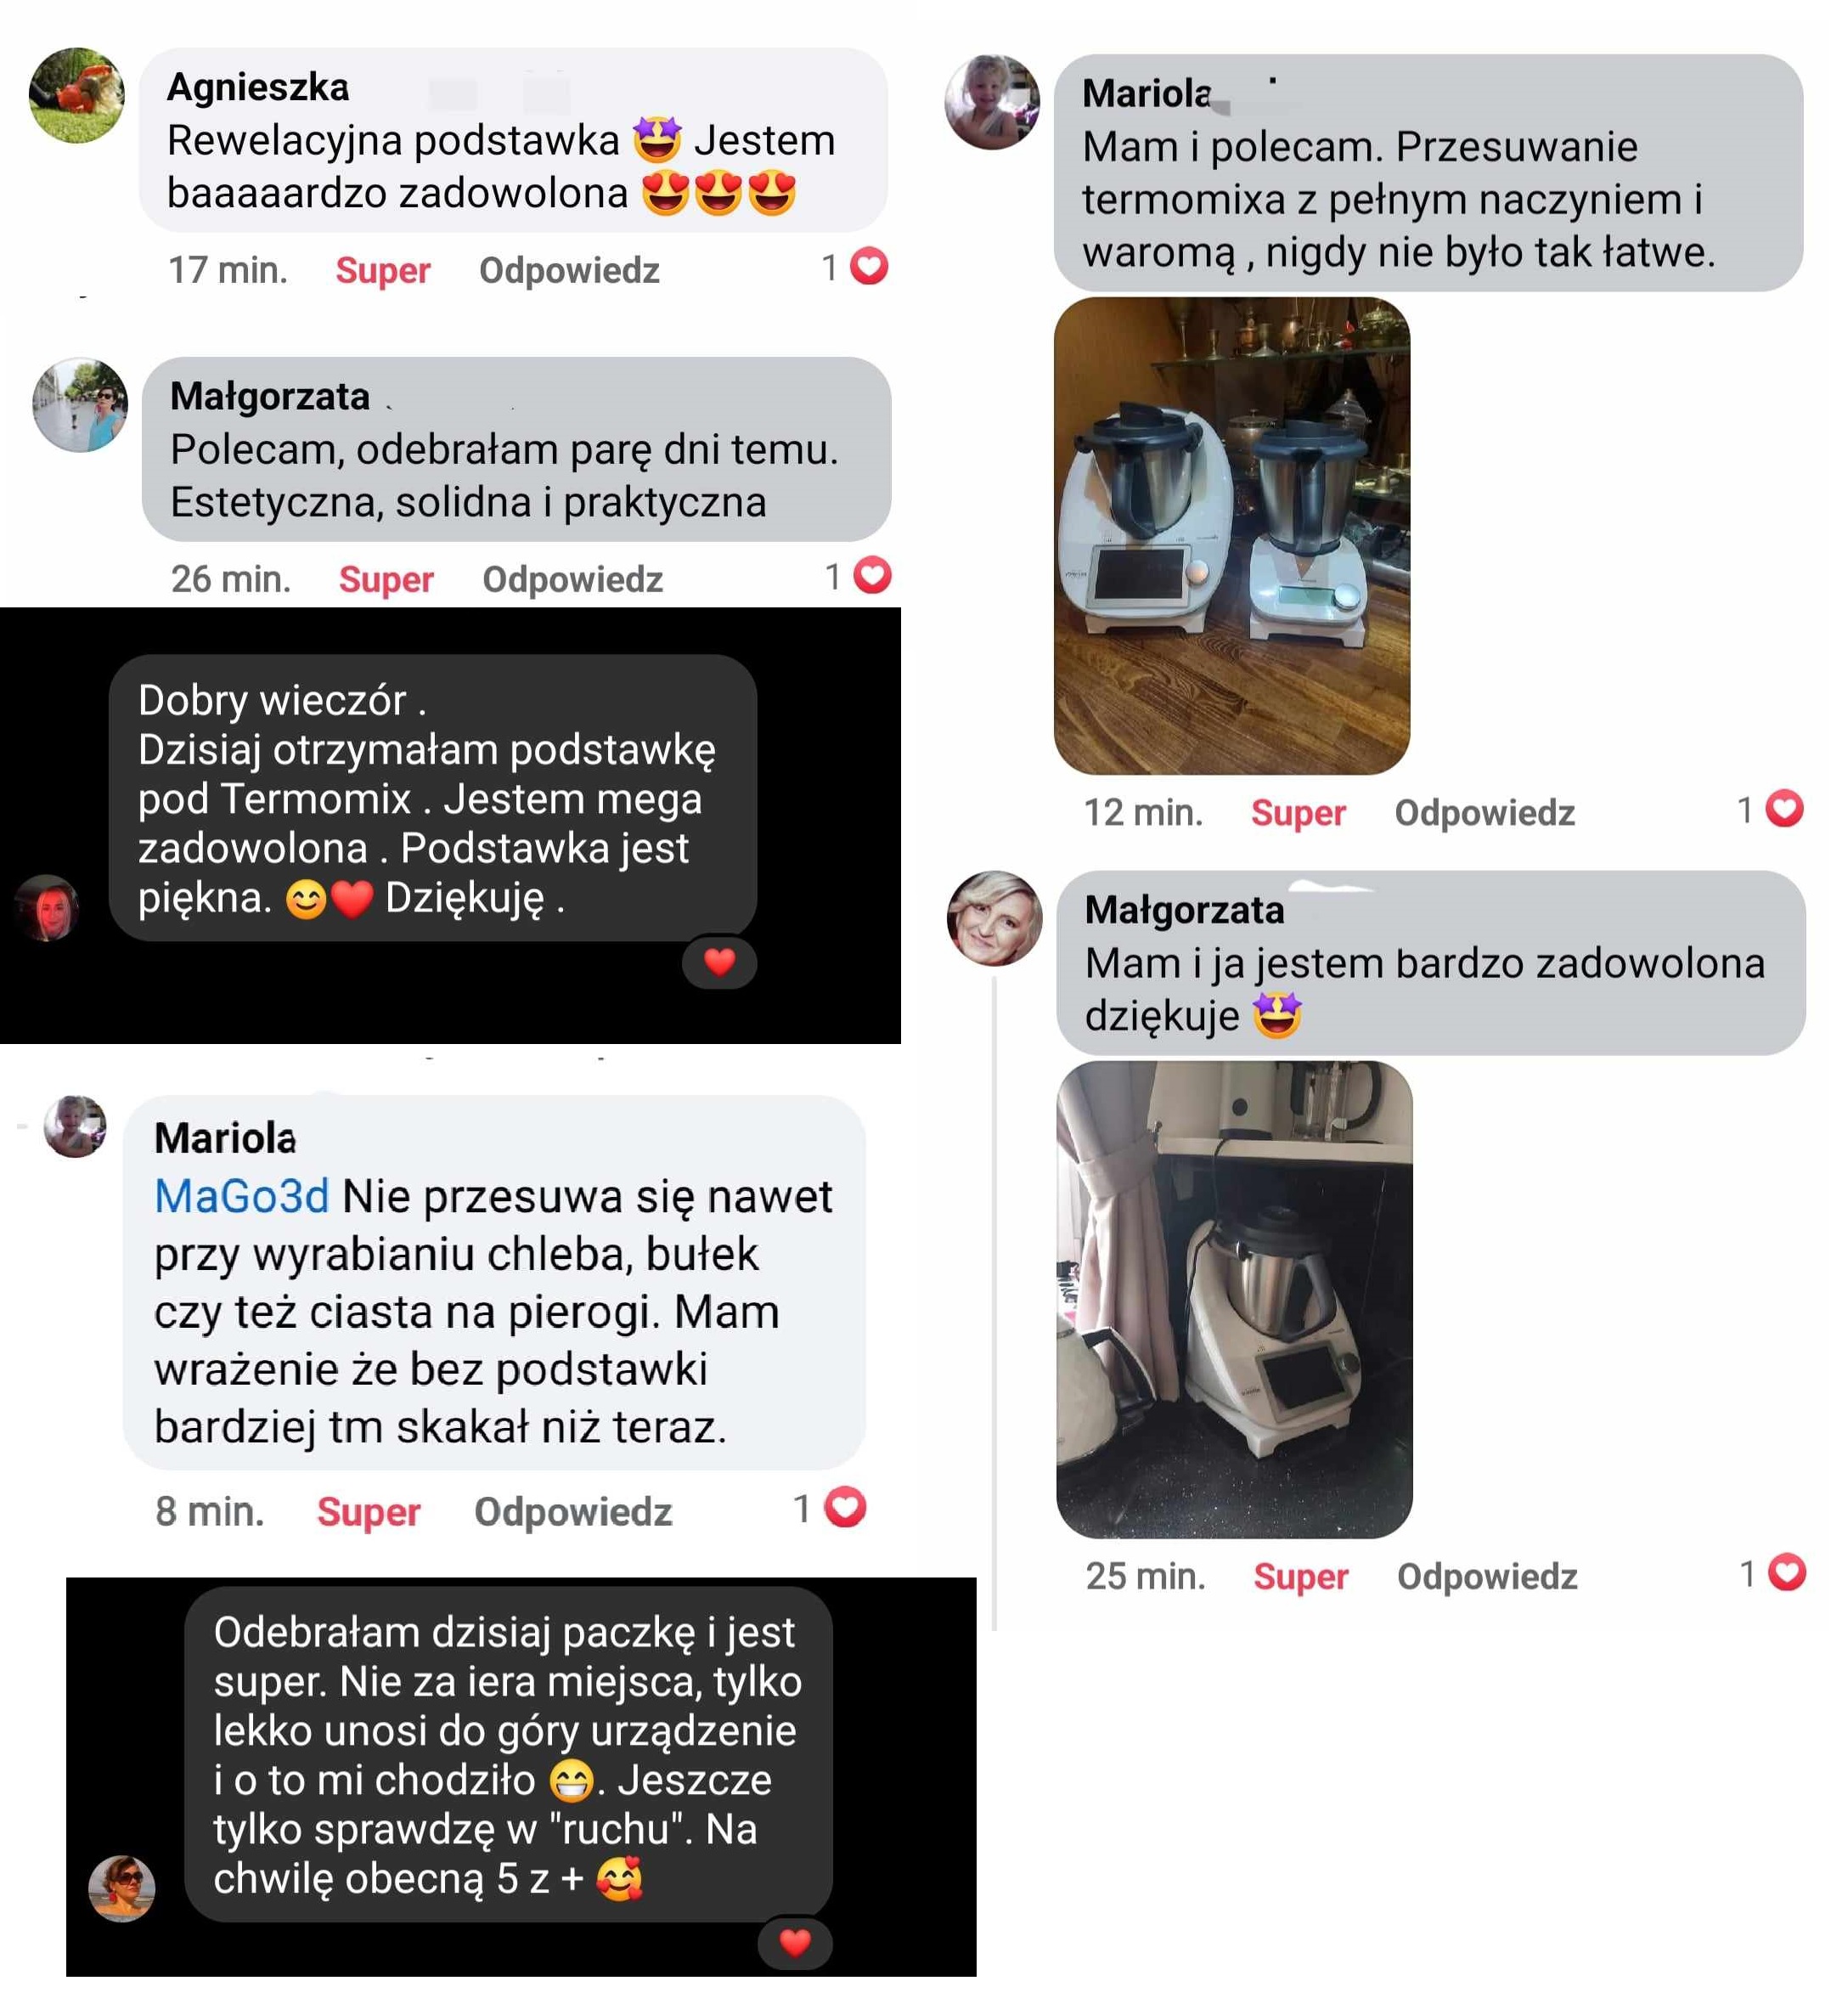 Agnieszka
Rewelacyjna podstawka 🤩 Jestem
baaaaardzo zadowolona 😍😍😍
17 min. Super Odpowiedz 1
Małgorzata
Polecam, odebrałam parę dni temu.
Estetyczna, solidna i praktyczna
26 min. Super Odpowiedz 1
Dobry wieczór .
Dzisiaj otrzymałam podstawkę
pod Termomix . Jestem mega
zadowolona . Podstawka jest
piękna. 😊❤️ Dziękuję .
Mariola
MaGo3d Nie przesuwa się nawet
przy wyrabianiu chleba, bułek
czy też ciasta na pierogi. Mam
wrażenie że bez podstawki
bardziej tm skakał niż teraz.
8 min. Super Odpowiedz 1
Odebrałam dzisiaj paczkę i jest
super. Nie za iera miejsca, tylko
lekko unosi do góry urządzenie
i o to mi chodziło 😁. Jeszcze
tylko sprawdzę w "ruchu". Na
chwilę obecną 5 z + 🥰
Mariola
Mam i polecam. Przesuwanie
termomixa z pełnym naczyniem i
waromą , nigdy nie było tak łatwe.
12 min. Super Odpowiedz 1
Małgorzata
Mam i ja jestem bardzo zadowolona
dziękuje 🤩
25 min. Super Odpowiedz 1